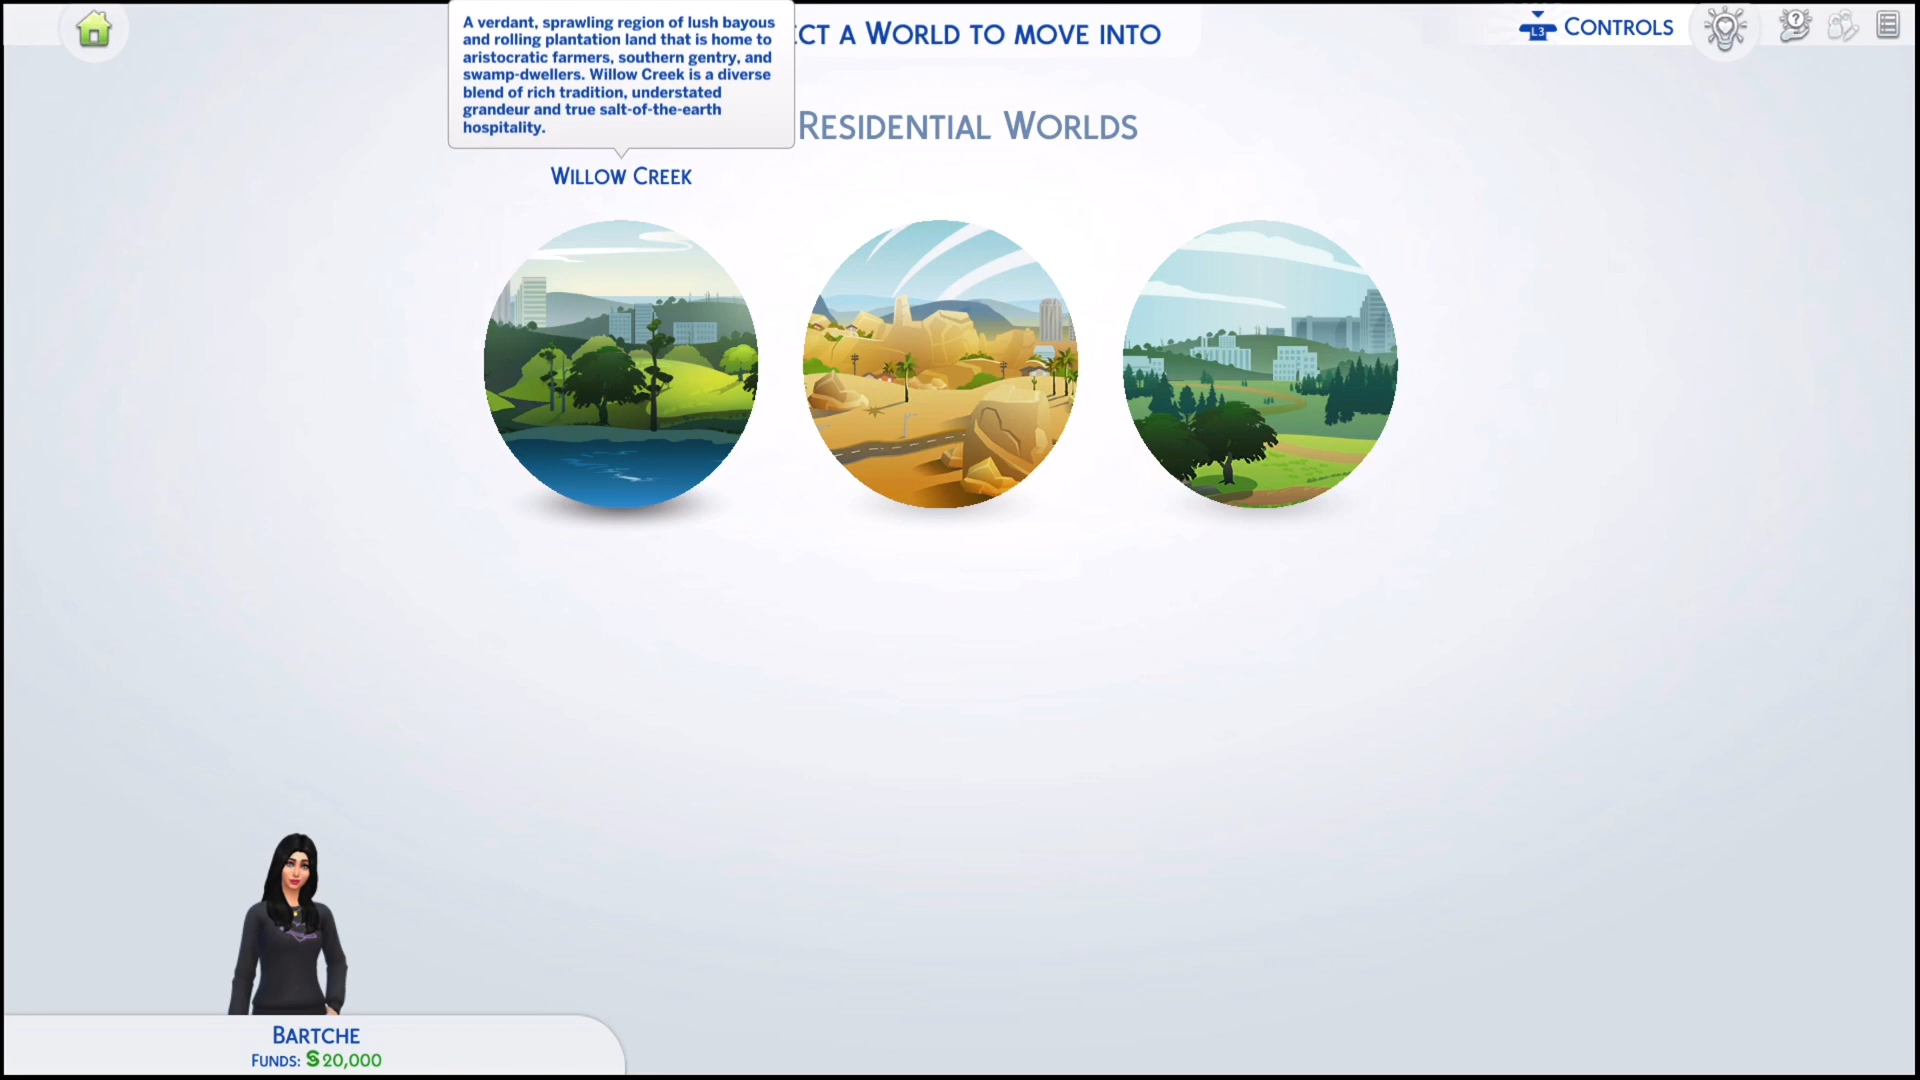 A verdant, sprawling region of lush bayous
and rolling plantation land that is home to
aristocratic farmers, southern gentry, and
swamp-dwellers. Willow Creek is a diverse
blend of rich tradition, understated
grandeur and true salt-of-the-earth
hospitality.
ECT A WORLD TO MOVE INTO
L3 CONTROLS
RESIDENTIAL WORLDS
WILLOW CREEK
BARTCHE
FUNDS: §20,000